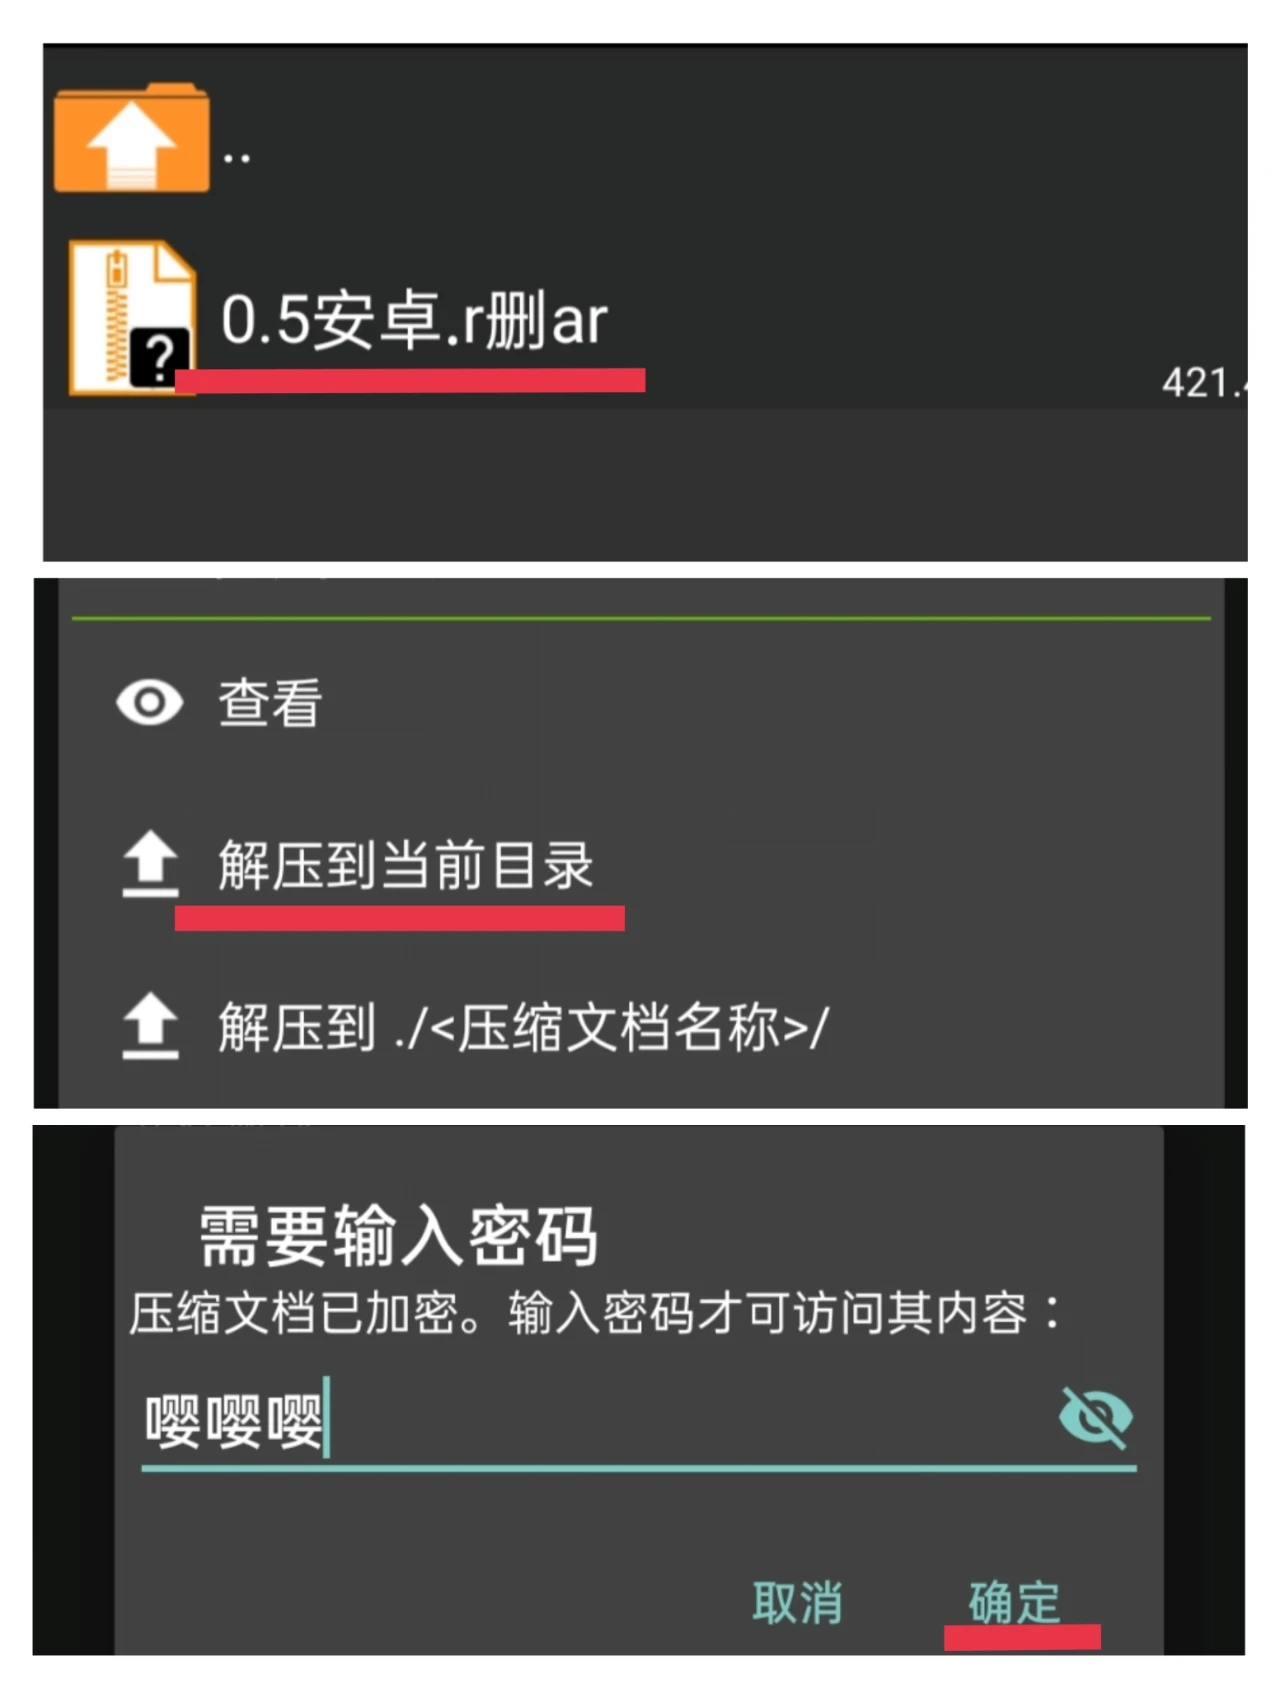 ..
0.5安卓.r删ar
421.4
查看
解压到当前目录
解压到 ./<压缩文档名称>/
需要输入密码
压缩文档已加密。输入密码才可访问其内容：
嘤嘤嘤
取消
确定